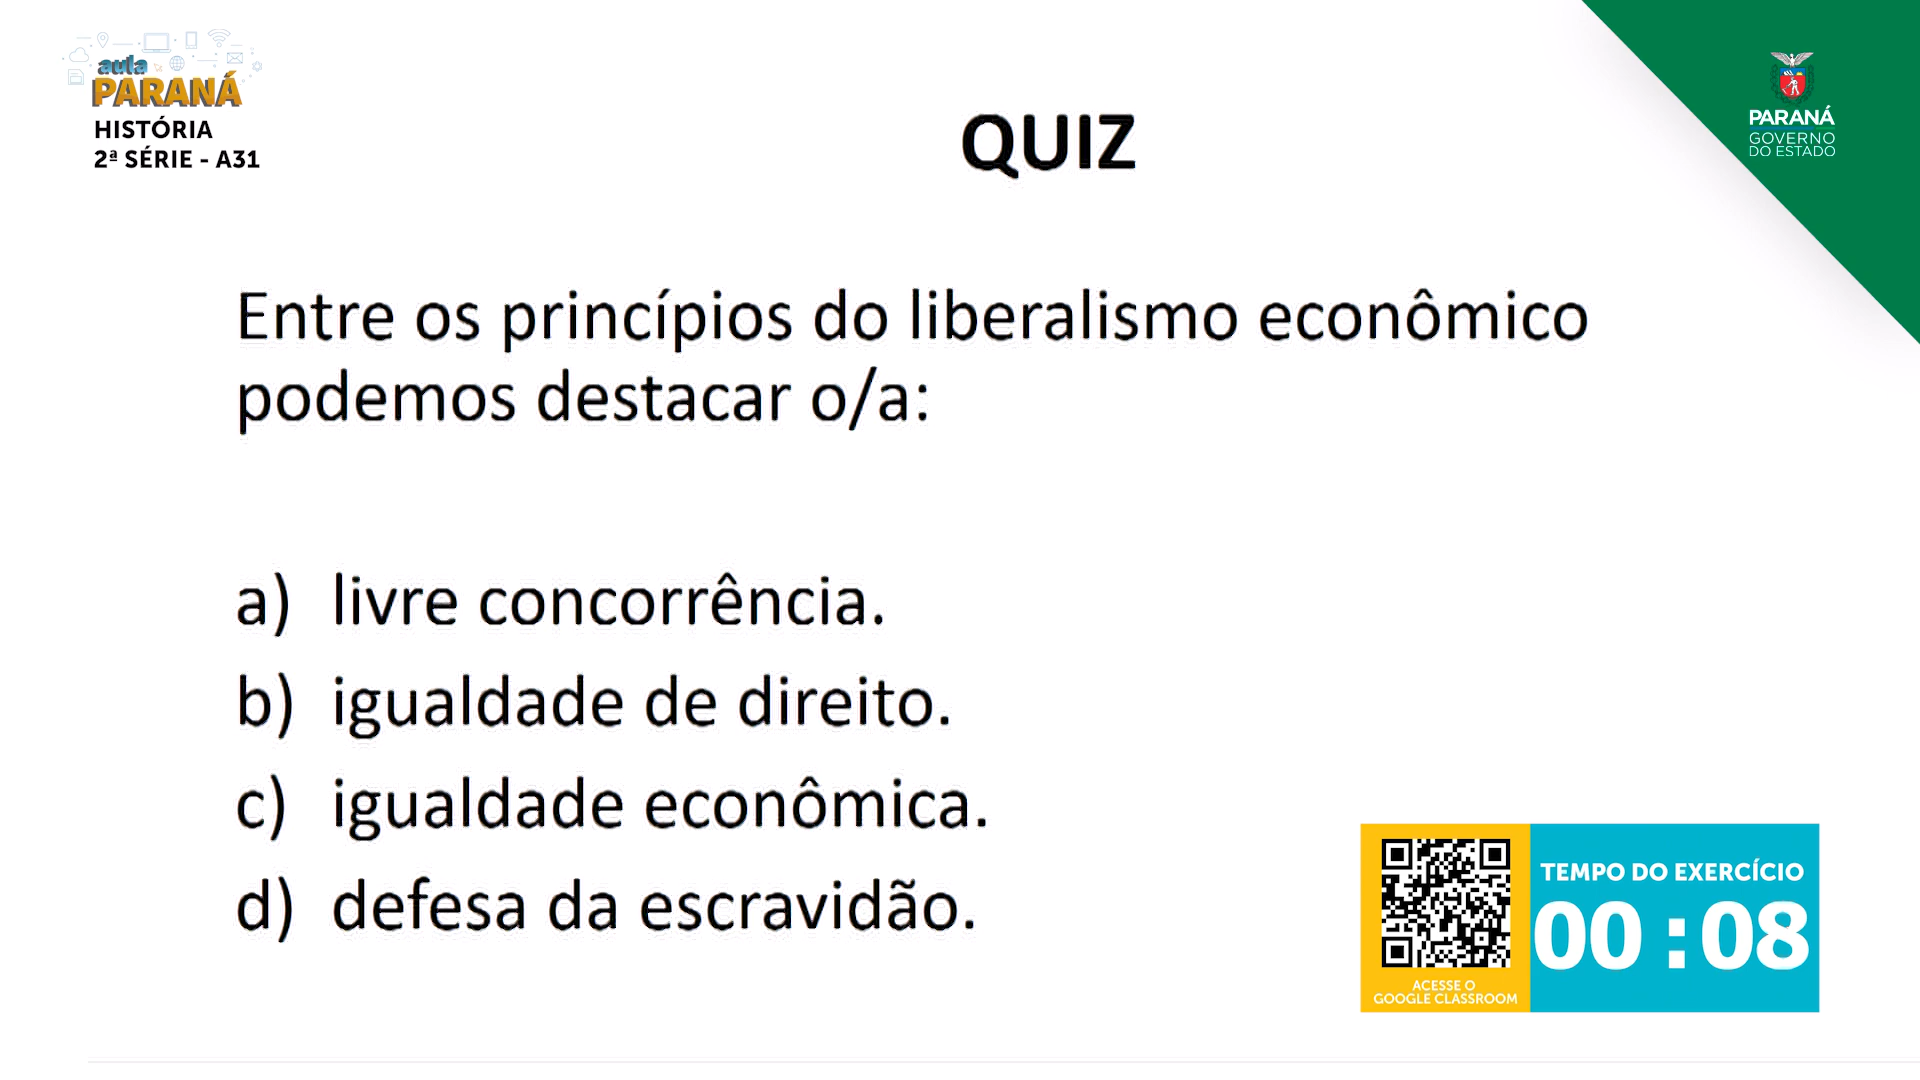 aula
PARANÁ
HISTÓRIA
2ª SÉRIE - A31
QUIZ
PARANÁ
GOVERNO
DO ESTADO
Entre os princípios do liberalismo econômico
podemos destacar o/a:
a) livre concorrência.
b) igualdade de direito.
c) igualdade econômica.
d) defesa da escravidão.
TEMPO DO EXERCÍCIO
00 : 08
ACESSE O
GOOGLE CLASSROOM